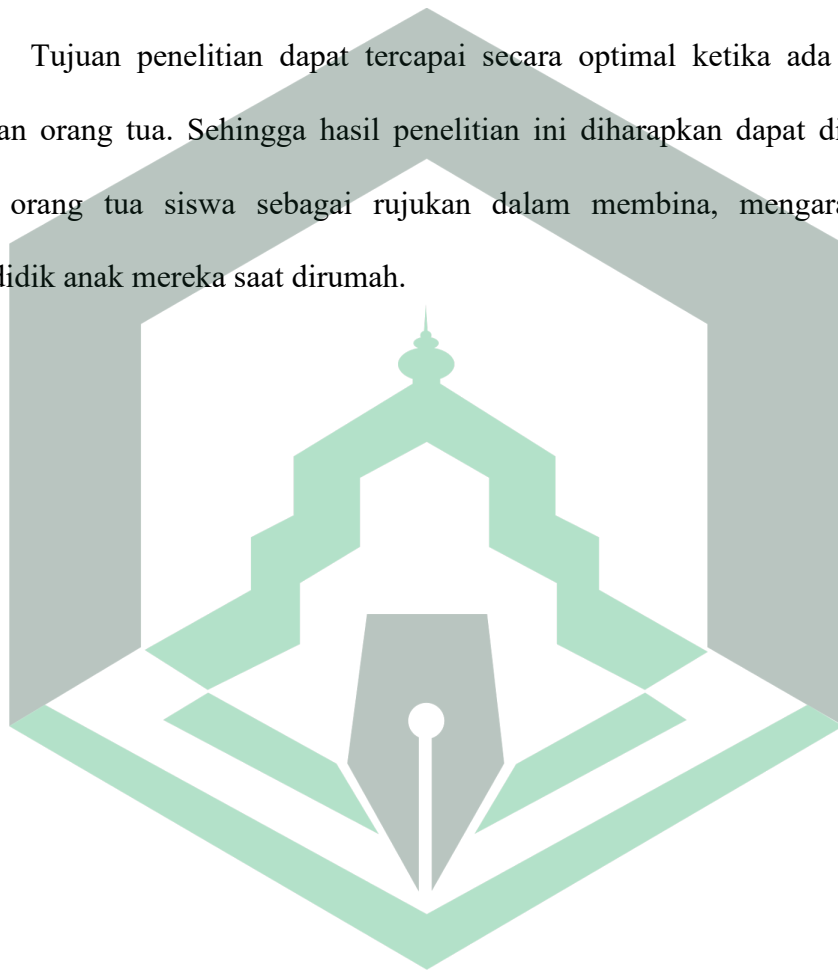 Tujuan penelitian dapat tercapai secara optimal ketika ada
an orang tua. Sehingga hasil penelitian ini diharapkan dapat di
orang tua siswa sebagai rujukan dalam membina, mengara
didik anak mereka saat dirumah.